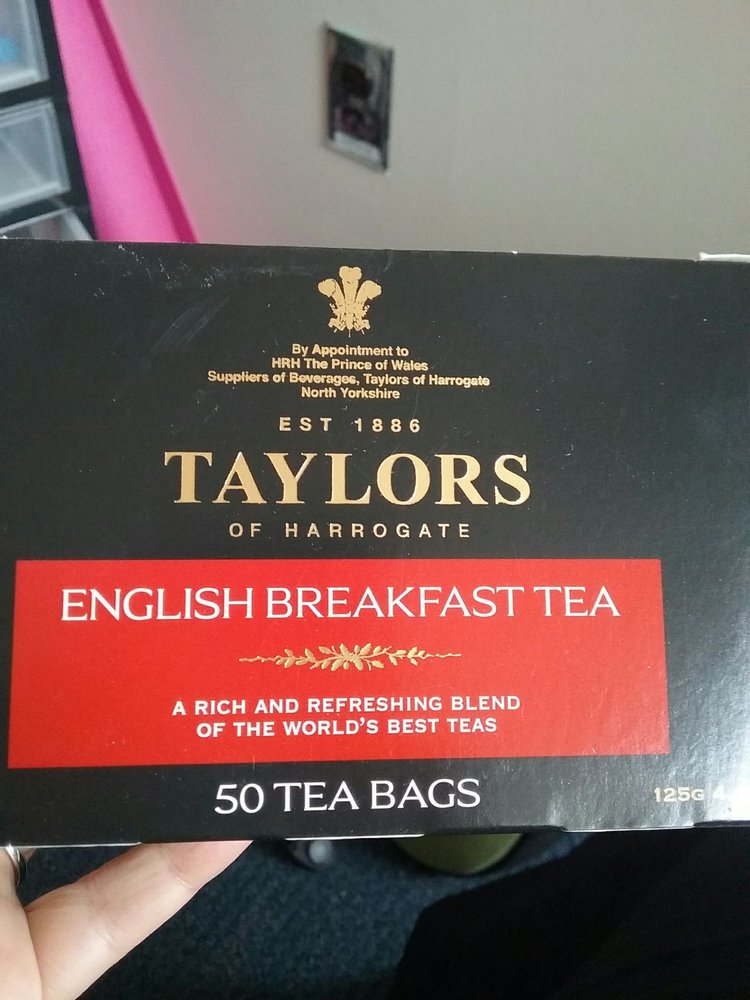 By Appointment to
HRH The Prince of Wales
Suppliers of Beverages, Taylors of Harrogate
North Yorkshire
EST 1886
TAYLORS
OF HARROGATE
ENGLISH BREAKFAST TEA
A RICH AND REFRESHING BLEND
OF THE WORLD'S BEST TEAS
50 TEA BAGS
125G 4